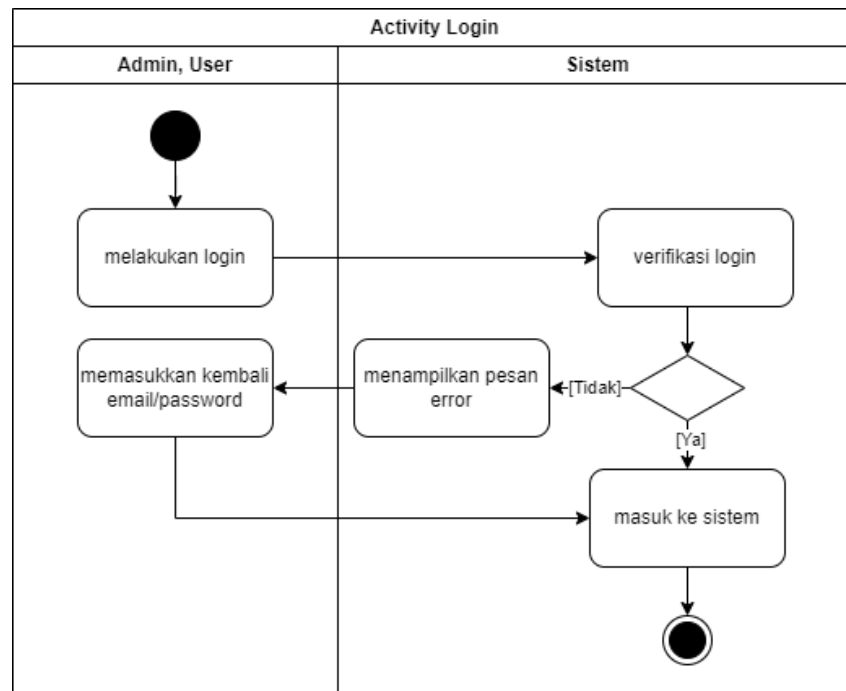 Activity Login
Admin, User
Sistem
melakukan login
verifikasi login
memasukkan kembali
email/password
menampilkan pesan
error
[Tidak]
[Ya]
masuk ke sistem